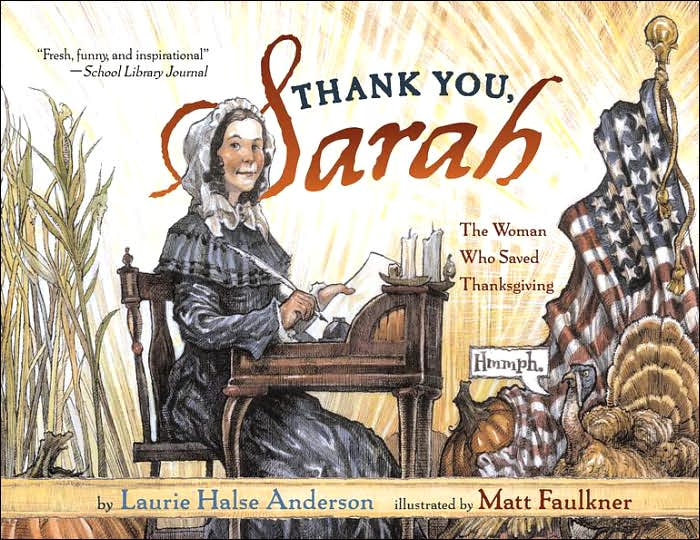 “Fresh, funny, and inspirational”
—School Library Journal
THANK YOU,
Sarah
The Woman
Who Saved
Thanksgiving
Hmmph.
by Laurie Halse Anderson illustrated by Matt Faulkner